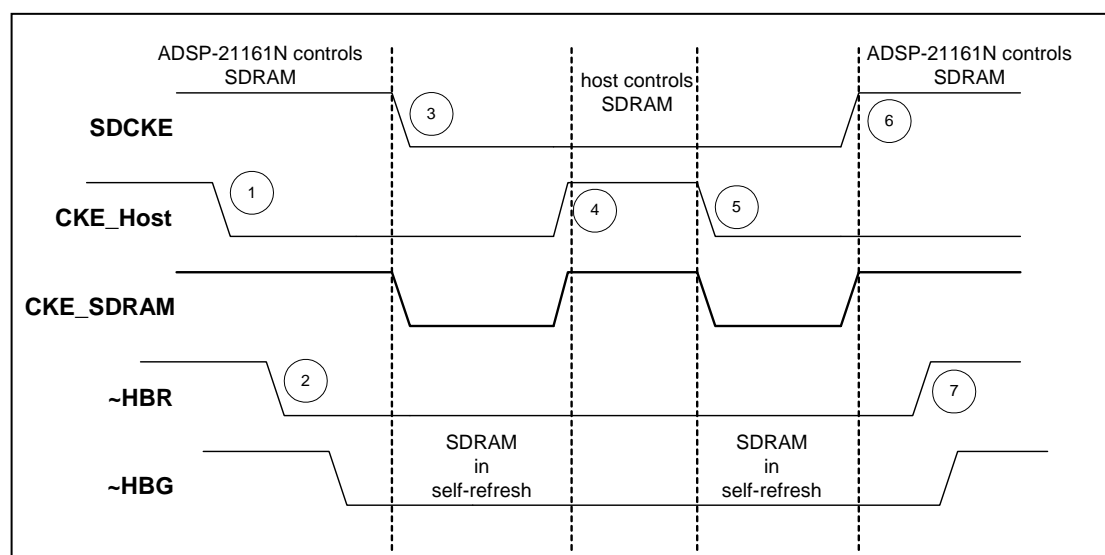 ADSP-21161N controls
SDRAM
host controls
SDRAM
ADSP-21161N controls
SDRAM
SDCKE
3
6
CKE_Host
1
4
5
CKE_SDRAM
~HBR
2
7
~HBG
SDRAM
in
self-refresh
SDRAM
in
self-refresh